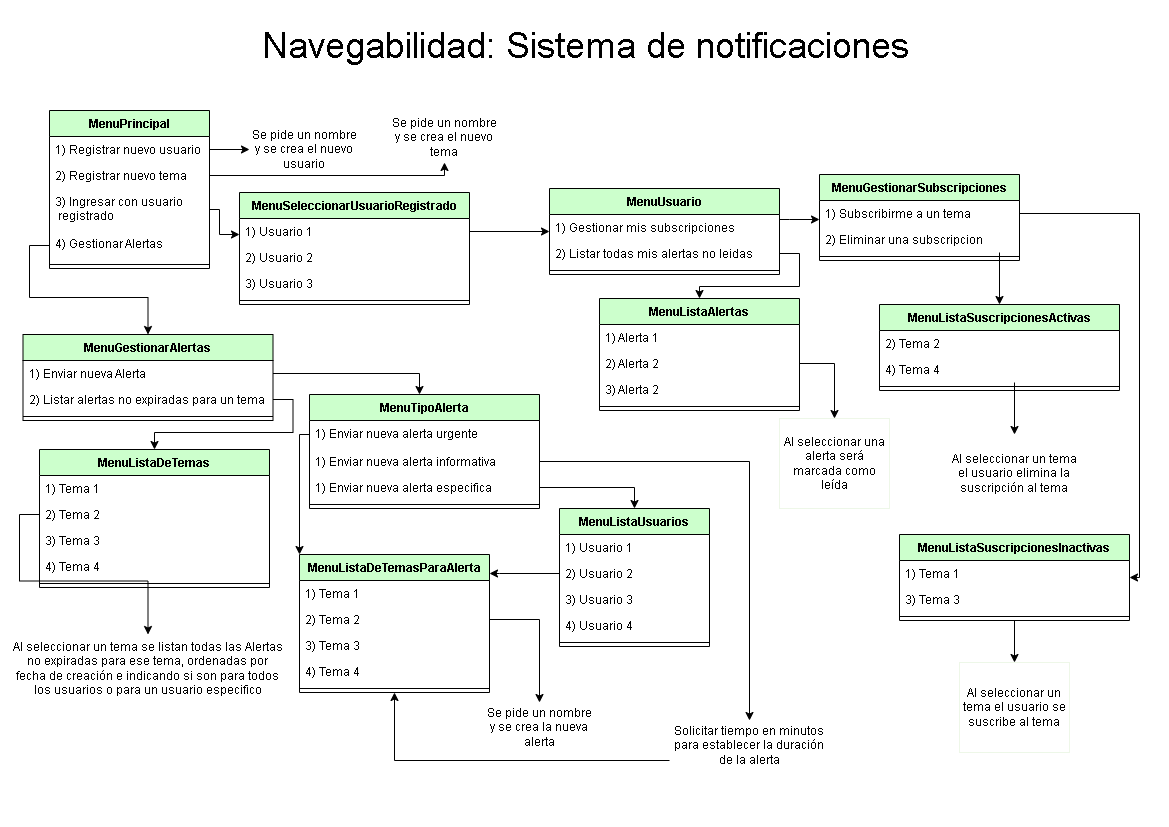 Navegabilidad: Sistema de notificaciones
MenuPrincipal
1) Registrar nuevo usuario
2) Registrar nuevo tema
3) Ingresar con usuario
registrado
4) Gestionar Alertas
Se pide un nombre
y se crea el nuevo
usuario
Se pide un nombre
y se crea el nuevo
tema
MenuSeleccionarUsuarioRegistrado
1) Usuario 1
2) Usuario 2
3) Usuario 3
MenuUsuario
1) Gestionar mis subscripciones
2) Listar todas mis alertas no leidas
MenuGestionarSubscripciones
1) Subscribirme a un tema
2) Eliminar una subscripcion
MenuListaAlertas
1) Alerta 1
2) Alerta 2
3) Alerta 2
MenuListaSuscripcionesActivas
2) Tema 2
4) Tema 4
MenuGestionarAlertas
1) Enviar nueva Alerta
2) Listar alertas no expiradas para un tema
MenuTipoAlerta
1) Enviar nueva alerta urgente
1) Enviar nueva alerta informativa
1) Enviar nueva alerta especifica
Al seleccionar una
alerta será
marcada como
leída
Al seleccionar un tema
el usuario elimina la
suscripción al tema
MenuListaDeTemas
1) Tema 1
2) Tema 2
3) Tema 3
4) Tema 4
MenuListaUsuarios
1) Usuario 1
2) Usuario 2
3) Usuario 3
4) Usuario 4
MenuListaDeTemasParaAlerta
1) Tema 1
2) Tema 2
3) Tema 3
4) Tema 4
MenuListaSuscripcionesInactivas
1) Tema 1
3) Tema 3
Al seleccionar un tema se listan todas las Alertas
no expiradas para ese tema, ordenadas por
fecha de creación e indicando si son para todos
los usuarios o para un usuario especifico
Se pide un nombre
y se crea la nueva
alerta
Solicitar tiempo en minutos
para establecer la duración
de la alerta
Al seleccionar un
tema el usuario se
suscribe al tema